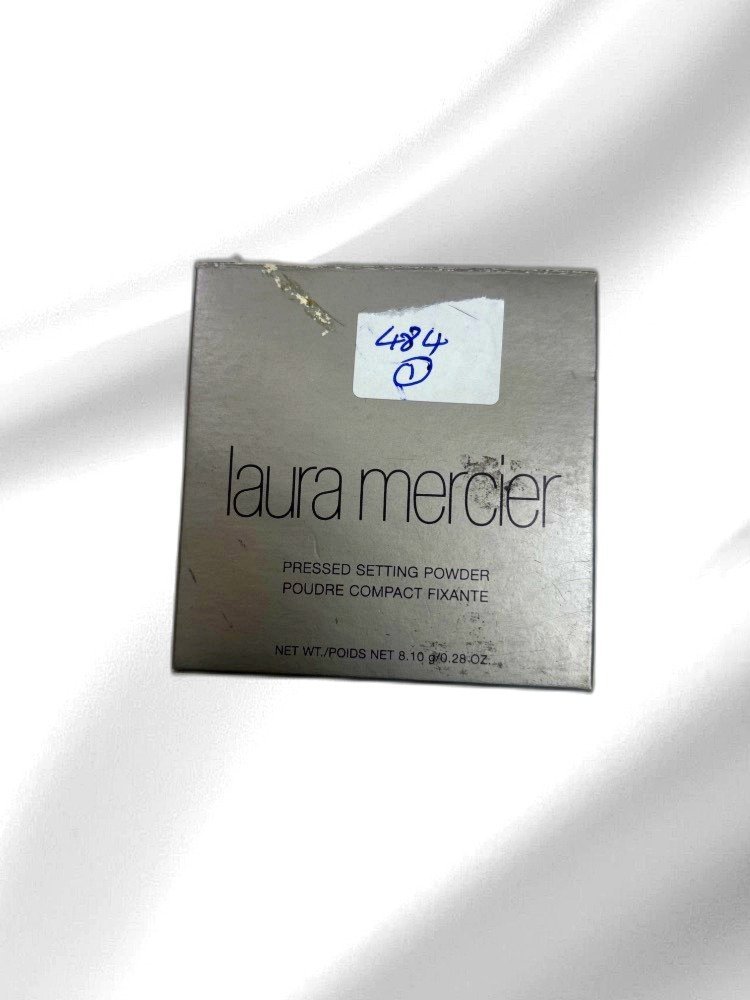 484
1
laura mercier
PRESSED SETTING POWDER
POUDRE COMPACT FIXANTE
NET WT./POIDS NET 8.10 g/0.28 OZ.